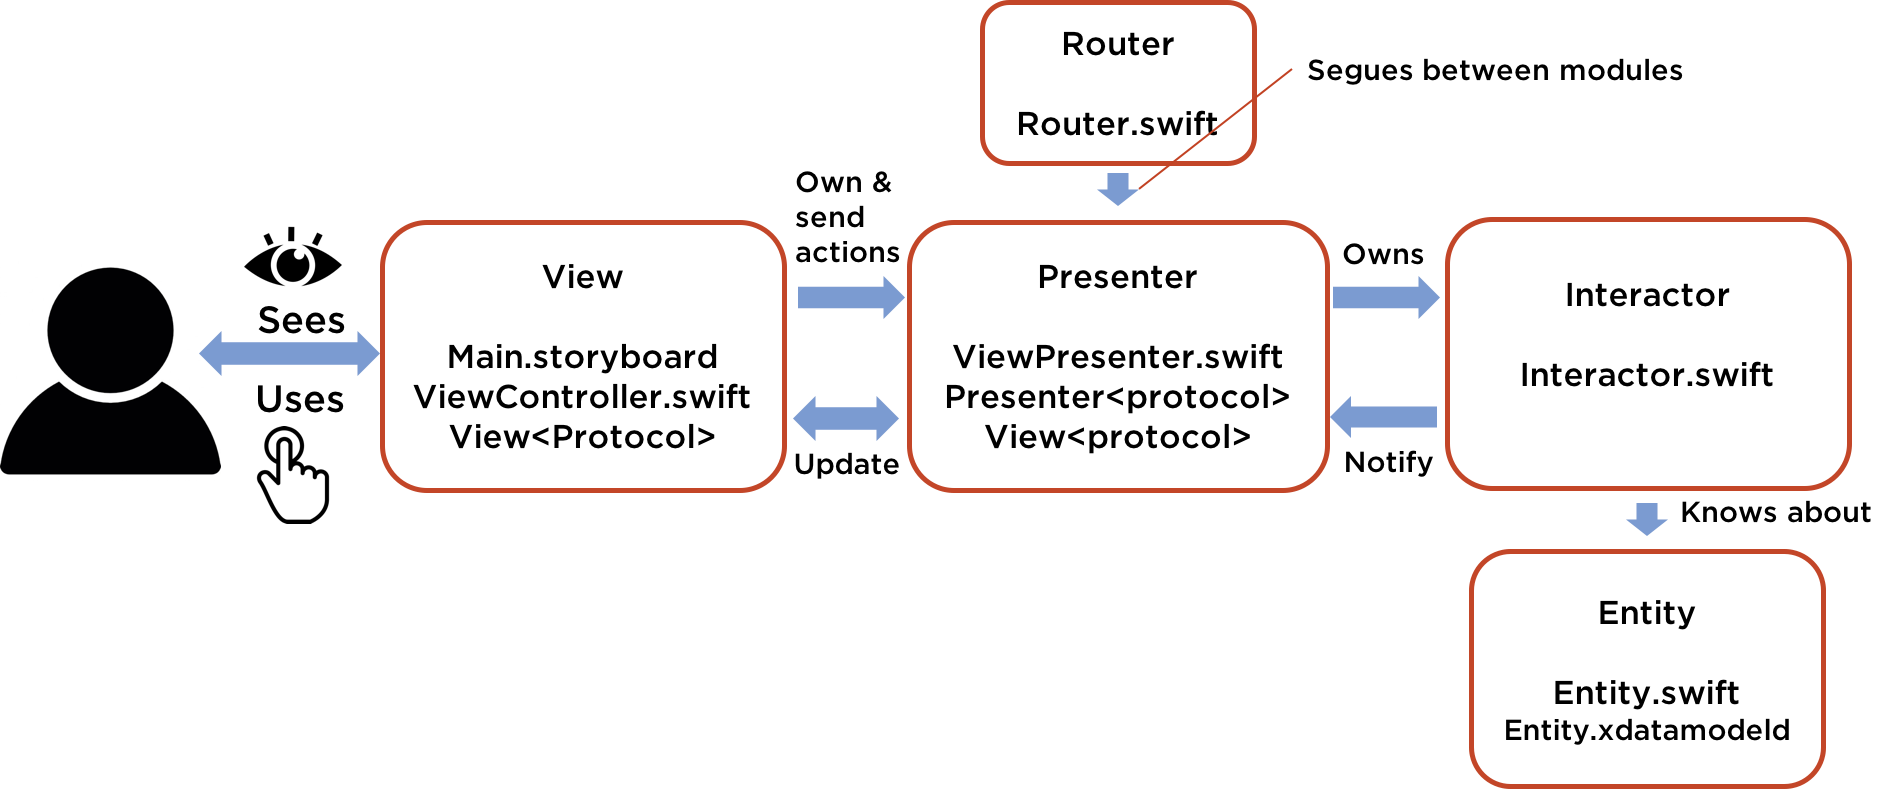 Router
Router.swift
Segues between modules
Own &
send
actions
Sees
Uses
View
Main.storyboard
ViewController.swift
View<Protocol>
Update
Presenter
ViewPresenter.swift
Presenter<protocol>
View<protocol>
Owns
Notify
Interactor
Interactor.swift
Knows about
Entity
Entity.swift
Entity.xdatamodeld